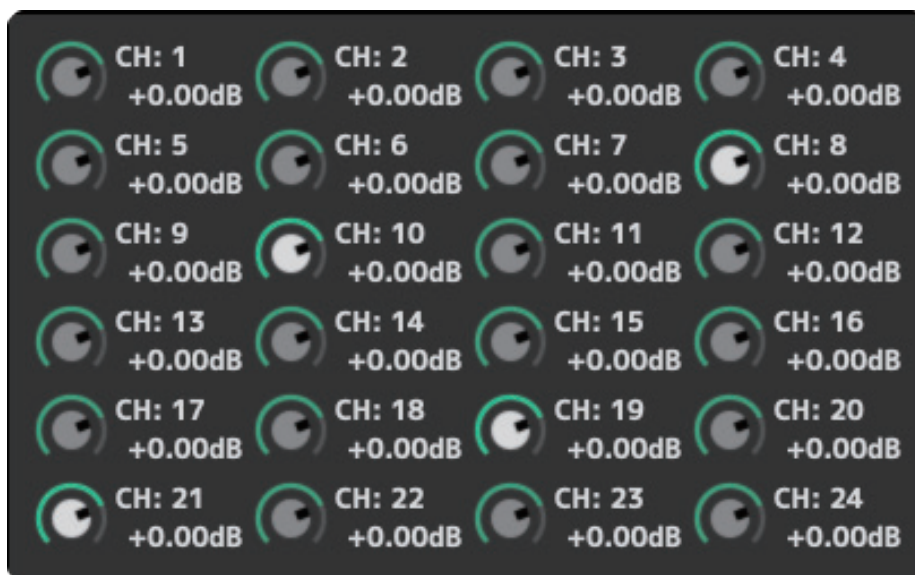 CH: 1
+0.00dB
CH: 2
+0.00dB
CH: 3
+0.00dB
CH: 4
+0.00dB
CH: 5
+0.00dB
CH: 6
+0.00dB
CH: 7
+0.00dB
CH: 8
+0.00dB
CH: 9
+0.00dB
CH: 10
+0.00dB
CH: 11
+0.00dB
CH: 12
+0.00dB
CH: 13
+0.00dB
CH: 14
+0.00dB
CH: 15
+0.00dB
CH: 16
+0.00dB
CH: 17
+0.00dB
CH: 18
+0.00dB
CH: 19
+0.00dB
CH: 20
+0.00dB
CH: 21
+0.00dB
CH: 22
+0.00dB
CH: 23
+0.00dB
CH: 24
+0.00dB